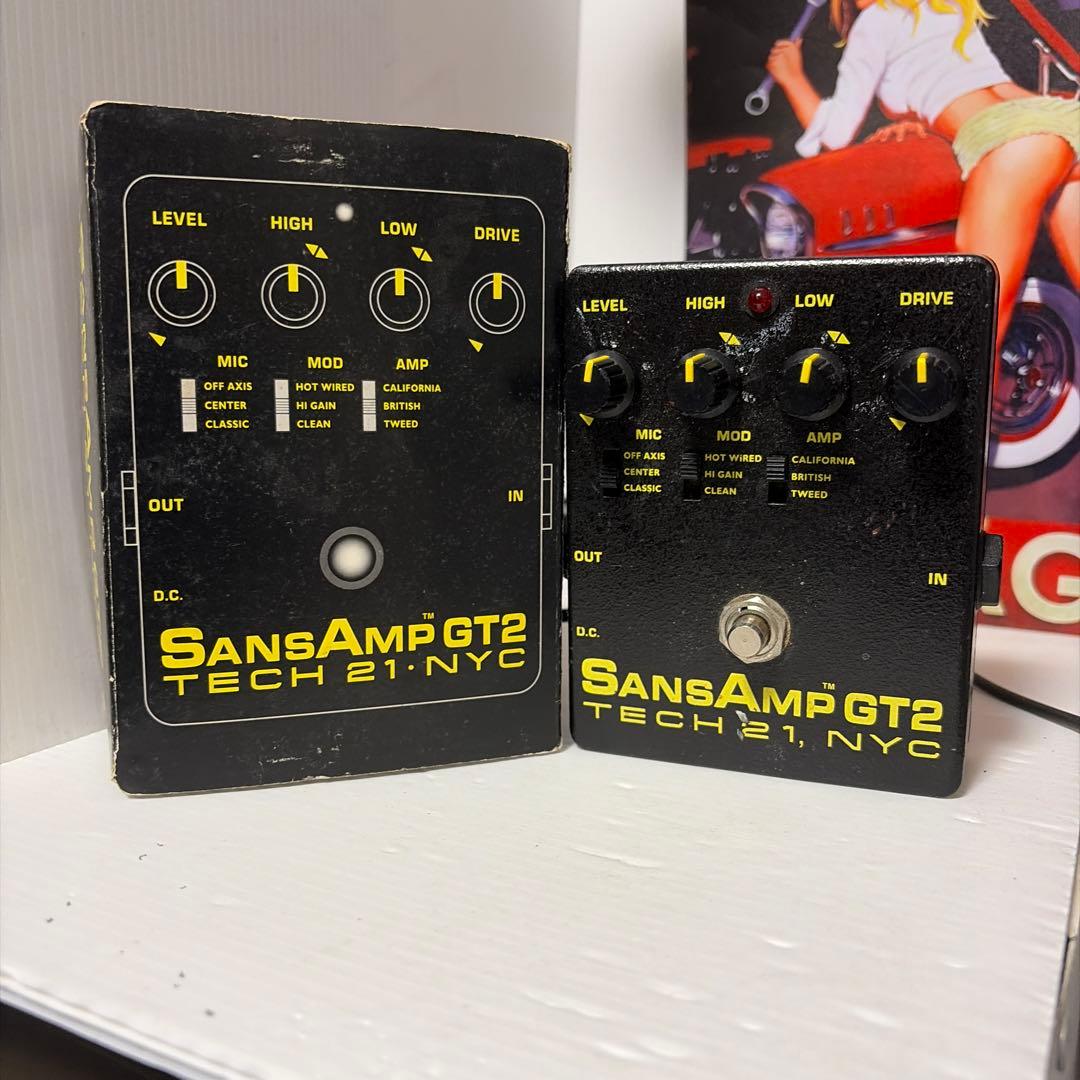 LEVEL HIGH LOW DRIVE
MIC MOD AMP
OFF AXIS HOT WIRED CALIFORNIA
CENTER HI GAIN BRITISH
CLASSIC CLEAN TWEED
OUT IN
D.C.
SANSAMP™ GT2
TECH 21·NYC
LEVEL HIGH LOW DRIVE
MIC MOD AMP
OFF AXIS HOT WiRED CALIFORNIA
CENTER HI GAIN BRITISH
CLASSIC CLEAN TWEED
OUT IN
D.C.
SANSAMP™ GT2
TECH 21, NYC
G